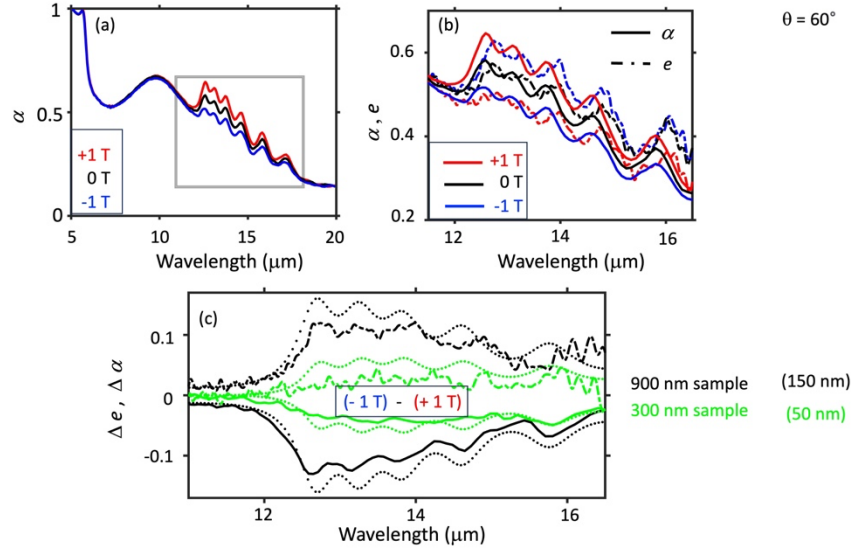 (a)
1
0.5
0
α
+1 T
0 T
-1 T
5
10
15
20
Wavelength (μm)
(b)
0.6
0.4
0.2
α, e
α
e
+1 T
0 T
-1 T
12
14
16
Wavelength (μm)
θ = 60°
(c)
0.1
0
-0.1
Δ e, Δ α
(- 1 T) - (+ 1 T)
12
14
16
Wavelength (μm)
900 nm sample (150 nm)
300 nm sample (50 nm)